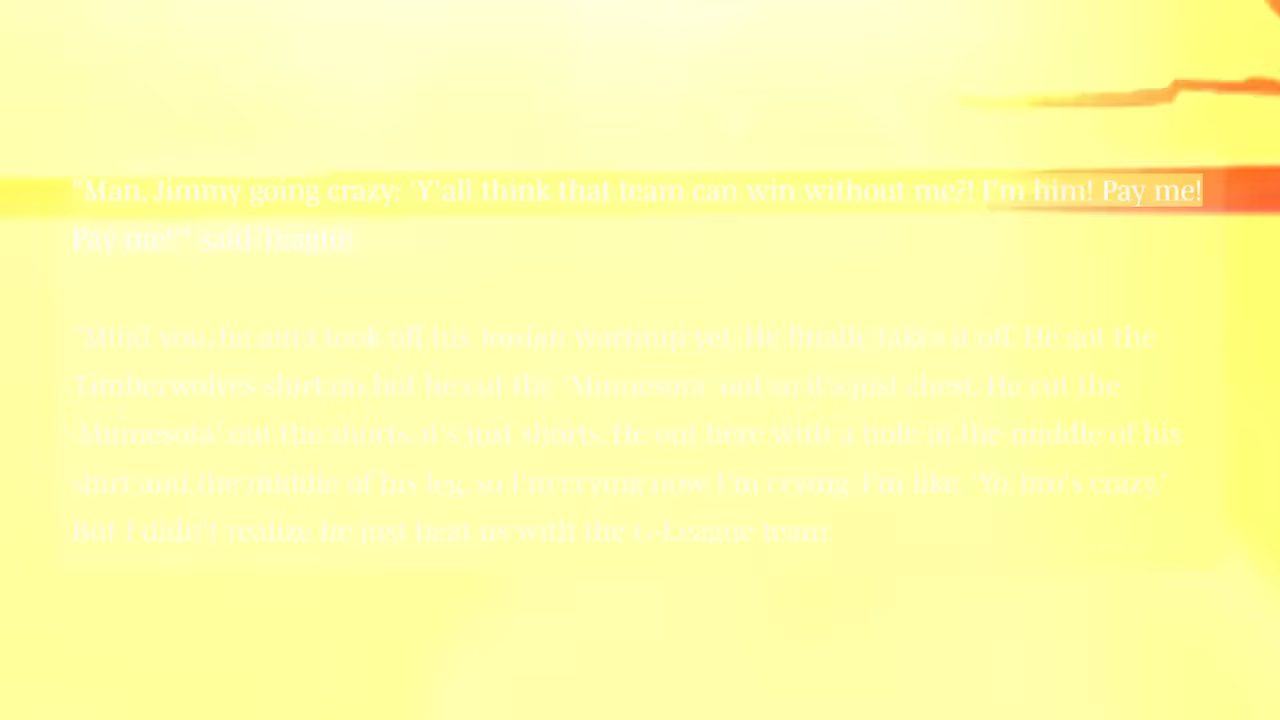 "Man, Jimmy going crazy: 'Y'all think that team can win without me?! I'm him! Pay me!
Pay me!'" said Teague.
"Mind you, he ain't took off his Jordan warmup yet. He finally takes it off. He got the
Timberwolves shirt on but he cut the 'Minnesota' out so it's just chest. He cut the
'Minnesota' out the shorts, it's just shorts. He out here with a hole in the middle of his
shirt and the middle of his leg, so I'm crying now. I'm crying. I'm like, 'Yo, bro's crazy.'
But I didn't realize he just beat us with the G-League team